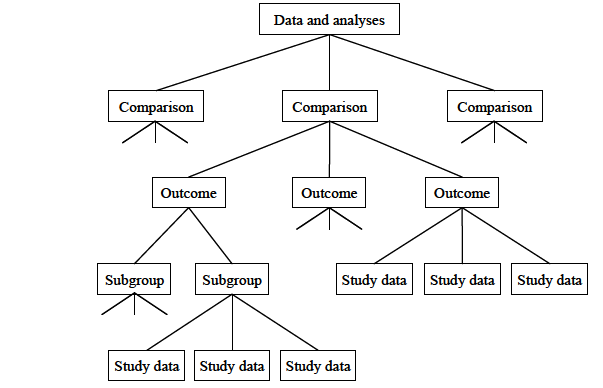 Data and analyses
Comparison
Comparison
Comparison
Outcome
Outcome
Outcome
Subgroup
Subgroup
Study data
Study data
Study data
Study data
Study data
Study data